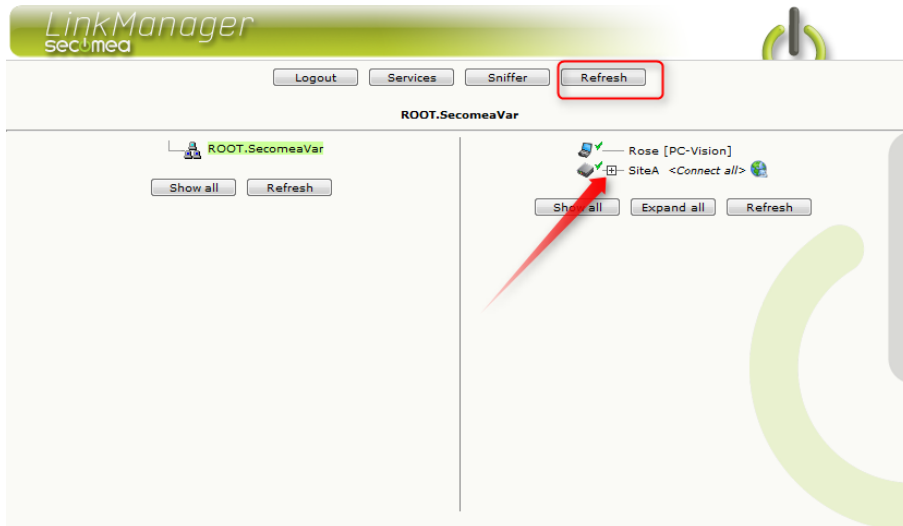 LinkManager
secomea
Logout Services Sniffer Refresh
ROOT.SecomeaVar
ROOT.SecomeaVar
Show all Refresh
Rose [PC-Vision]
SiteA <Connect all>
Show all Expand all Refresh